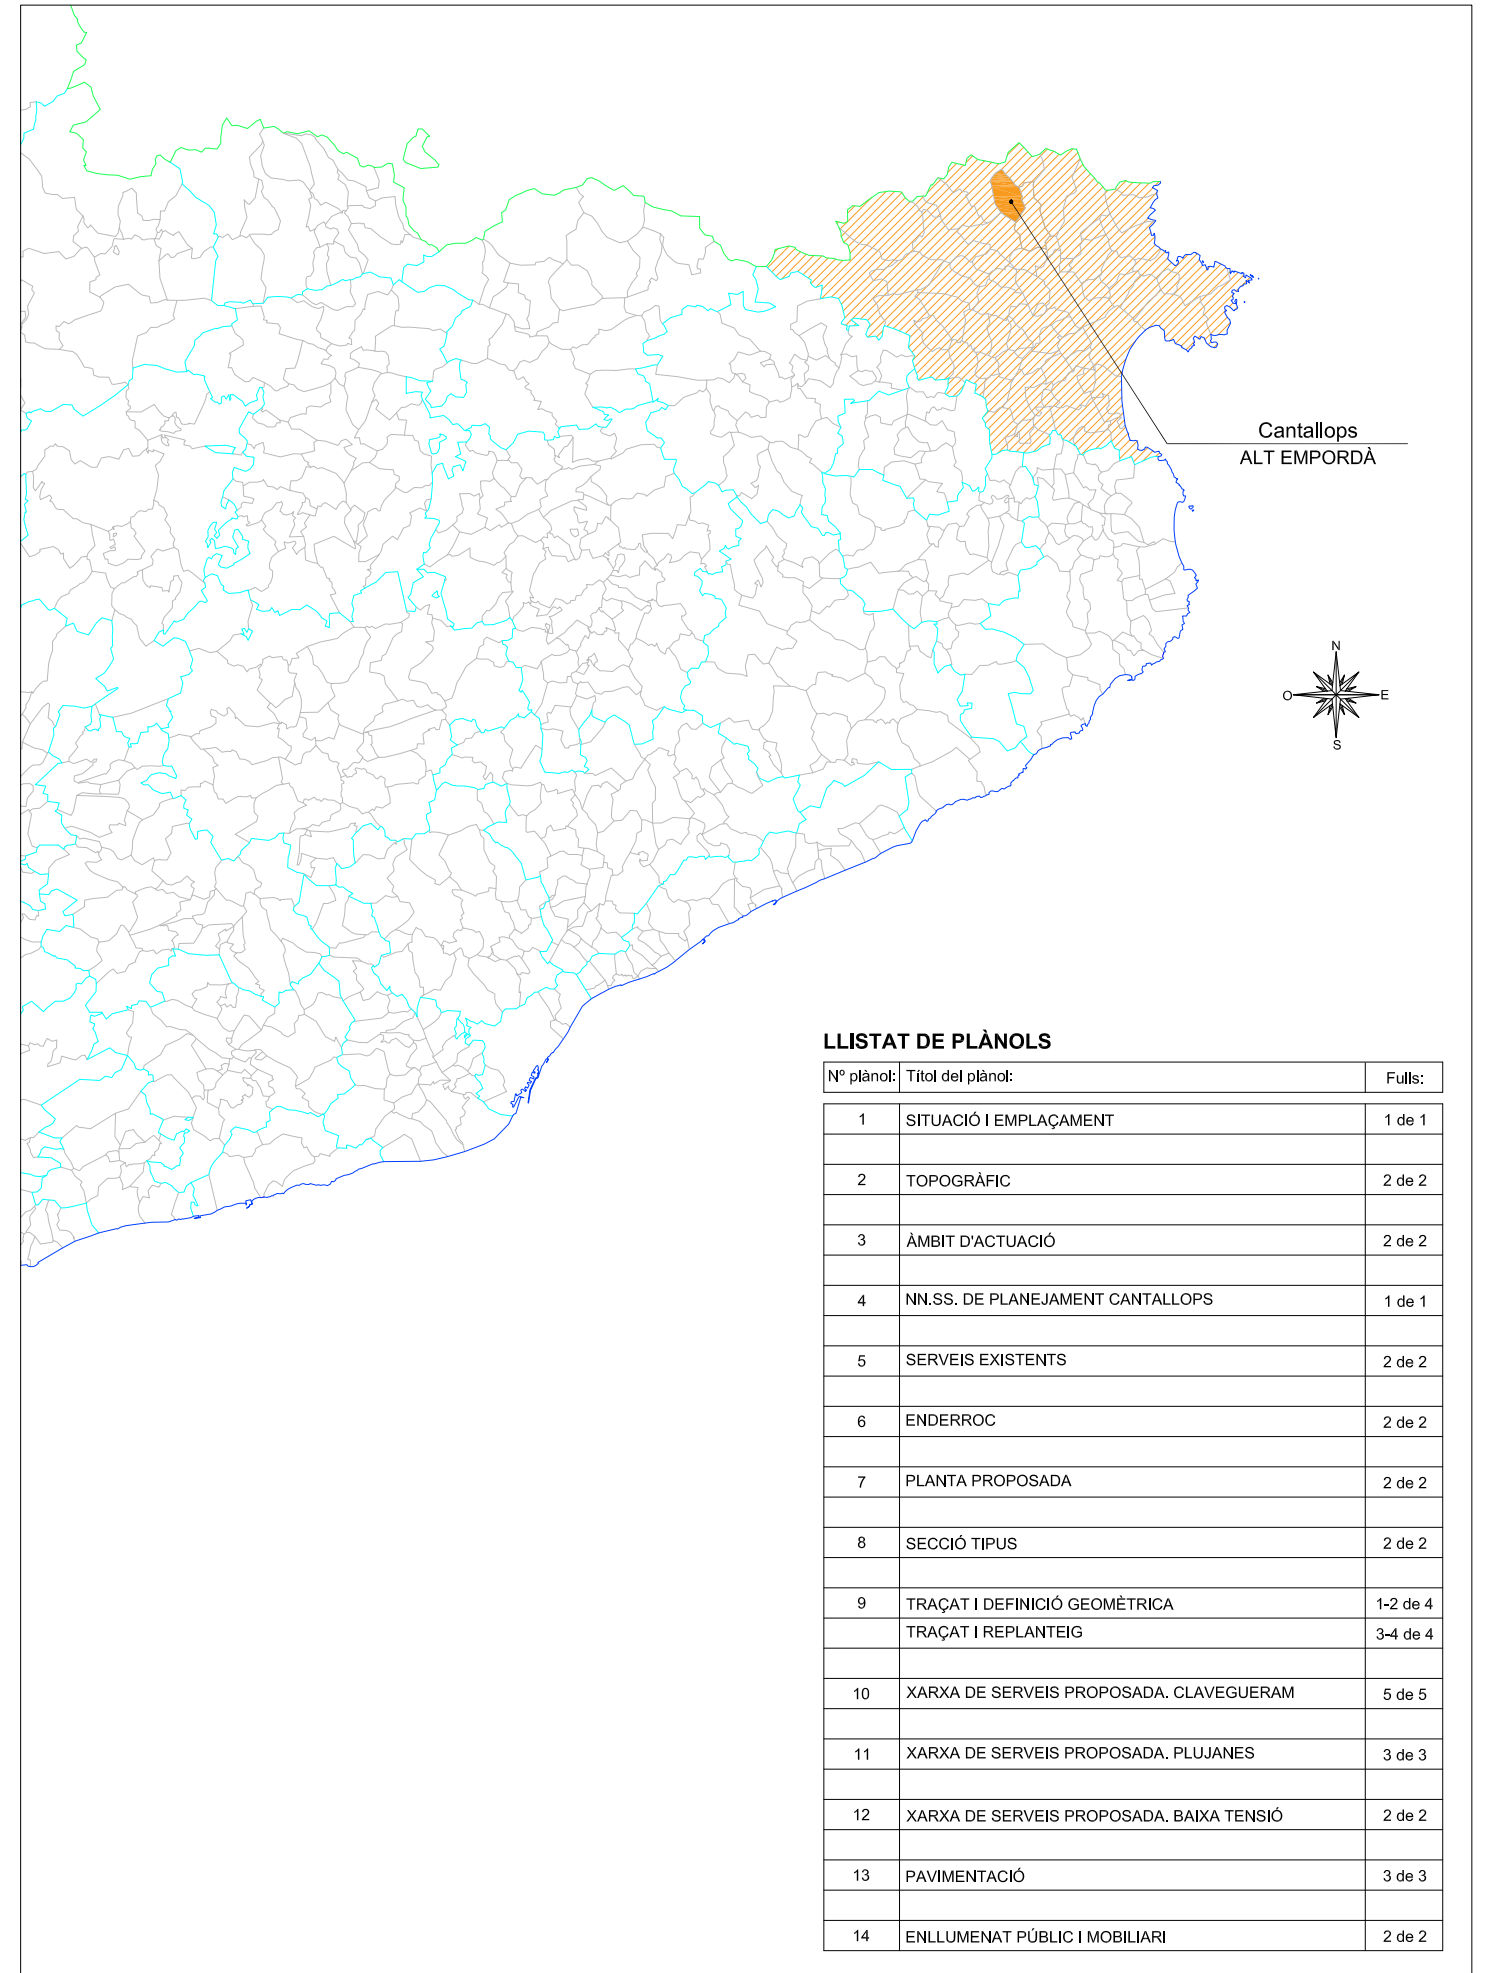 Cantallops
ALT EMPORDÀ
N
O E
S
LLISTAT DE PLÀNOLS
Nº plànol: Títol del plànol: Fulls:
1 SITUACIÓ I EMPLAÇAMENT 1 de 1
2 TOPOGRÀFIC 2 de 2
3 ÀMBIT D'ACTUACIÓ 2 de 2
4 NN.SS. DE PLANEJAMENT CANTALLOPS 1 de 1
5 SERVEIS EXISTENTS 2 de 2
6 ENDERROC 2 de 2
7 PLANTA PROPOSADA 2 de 2
8 SECCIÓ TIPUS 2 de 2
9 TRAÇAT I DEFINICIÓ GEOMÈTRICA 1-2 de 4
TRAÇAT I REPLANTEIG 3-4 de 4
10 XARXA DE SERVEIS PROPOSADA. CLAVEGUERAM 5 de 5
11 XARXA DE SERVEIS PROPOSADA. PLUJANES 3 de 3
12 XARXA DE SERVEIS PROPOSADA. BAIXA TENSIÓ 2 de 2
13 PAVIMENTACIÓ 3 de 3
14 ENLLUMENAT PÚBLIC I MOBILIARI 2 de 2